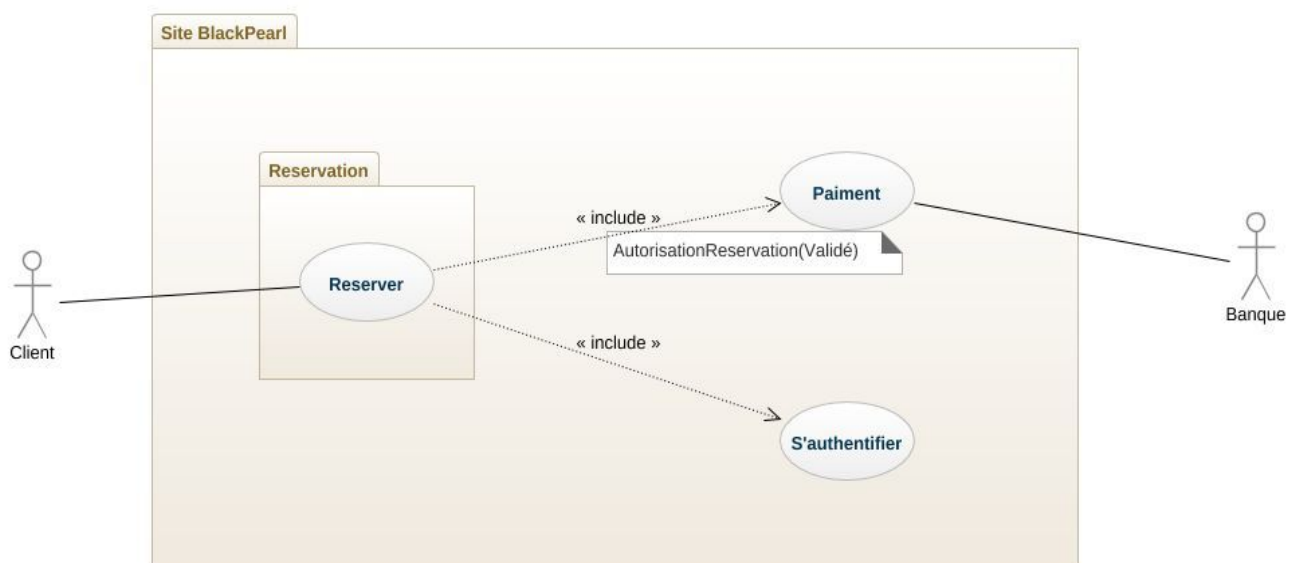 Site BlackPearl
Reservation
Paiment
« include »
AutorisationReservation(Validé)
Reserver
Client
Banque
« include »
S'authentifier